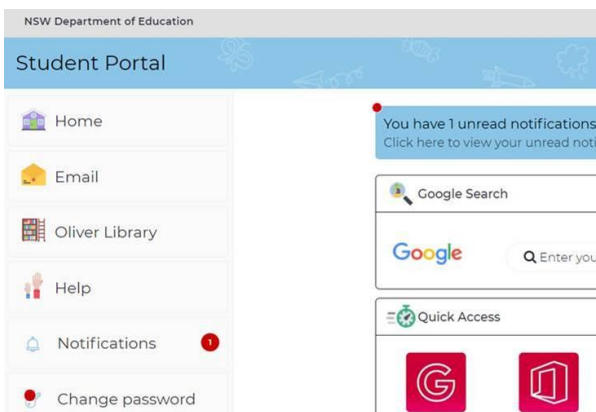 NSW Department of Education
Student Portal
Home
Email
Oliver Library
Help
Notifications 1
Change password
You have 1 unread notifications
Click here to view your unread noti
Google Search
Google
Enter you
Quick Access
G